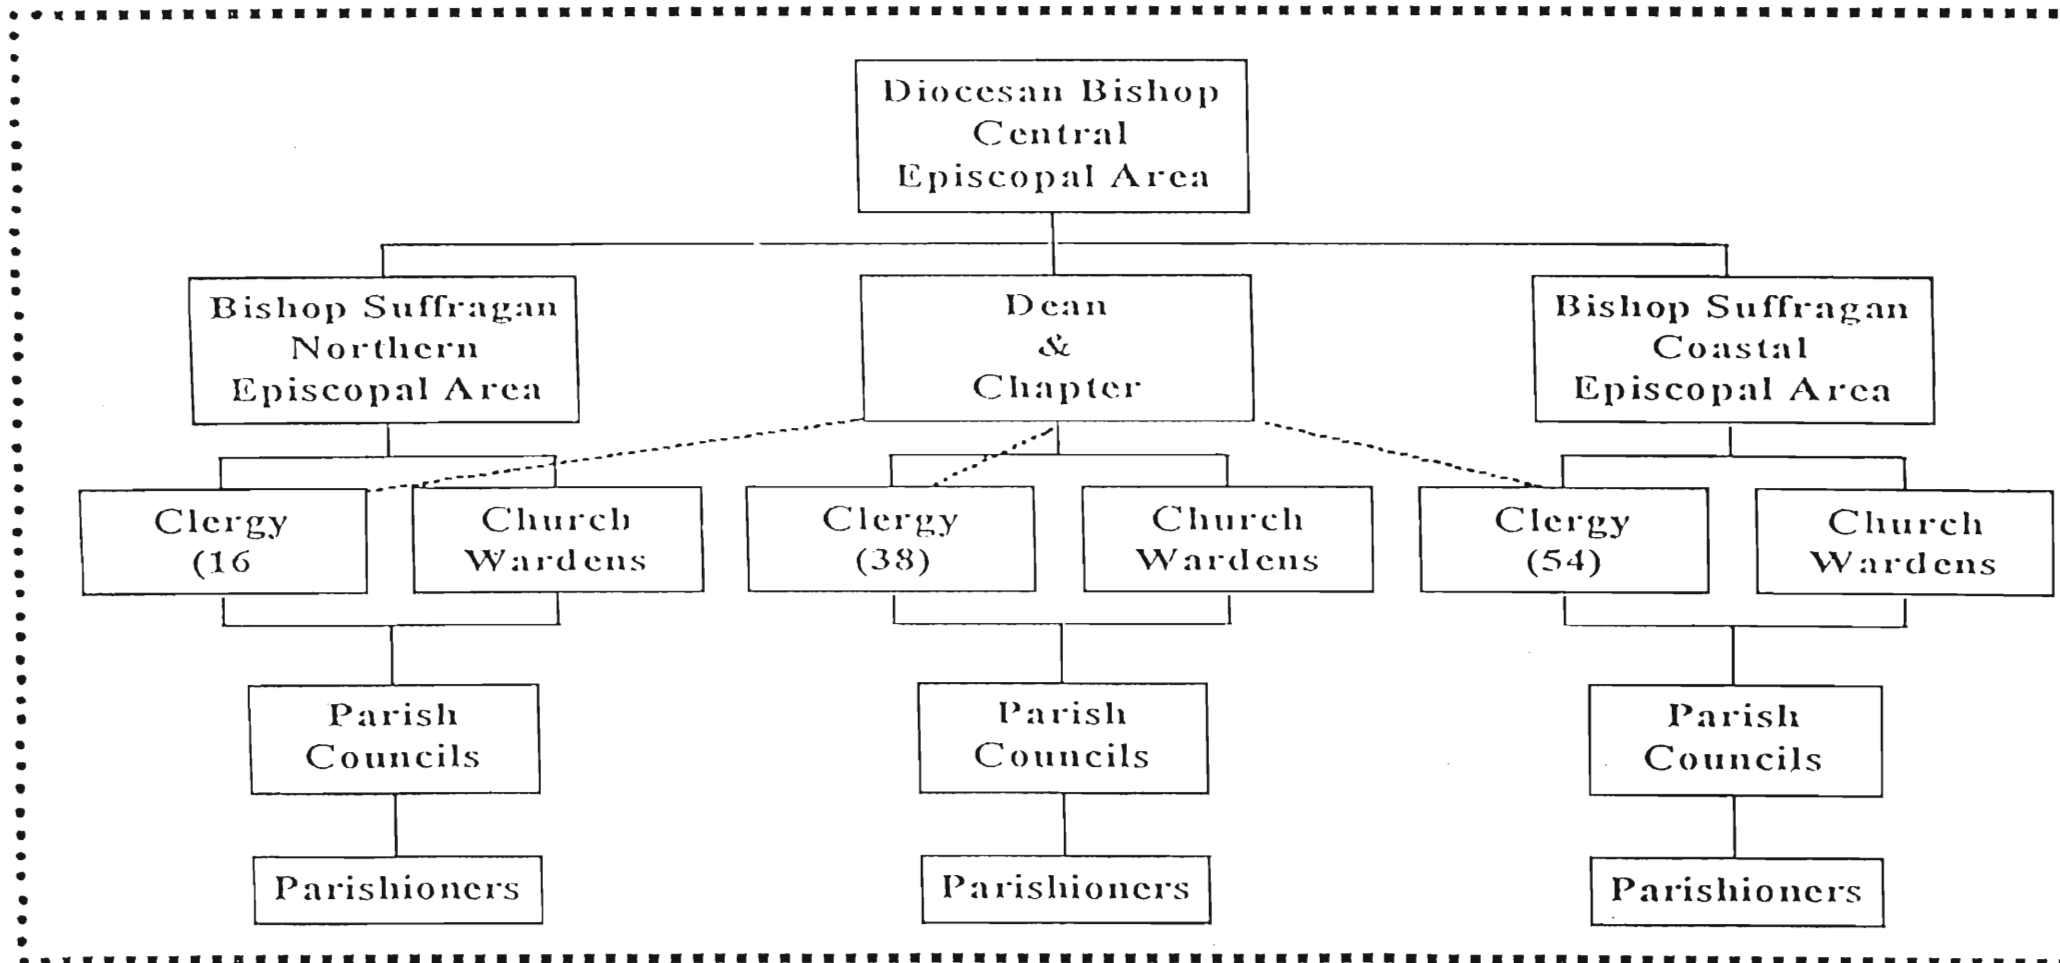 Diocesan Bishop
Central
Episcopal Area
Bishop Suffragan
Northern
Episcopal Area
Dean
&
Chapter
Bishop Suffragan
Coastal
Episcopal Area
Clergy
(16
Church
Wardens
Clergy
(38)
Church
Wardens
Clergy
(54)
Church
Wardens
Parish
Councils
Parish
Councils
Parish
Councils
Parishioners
Parishioners
Parishioners